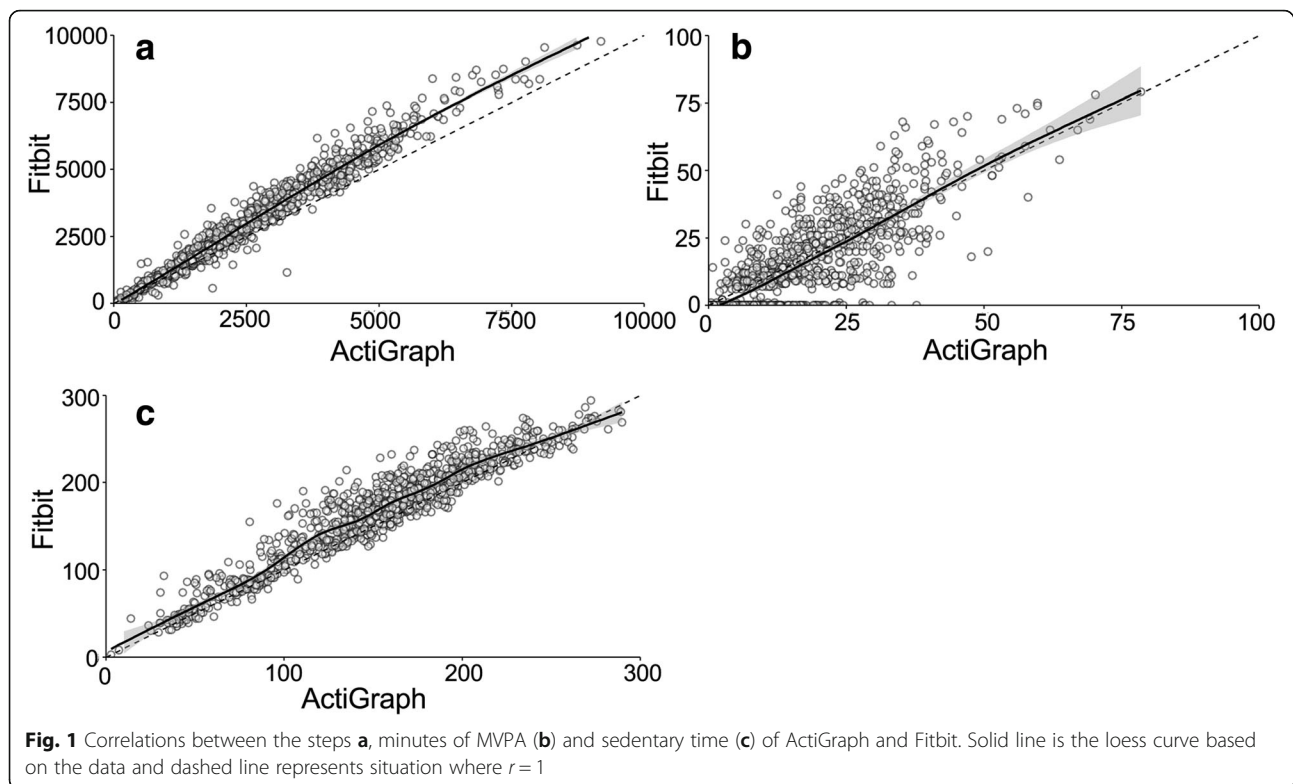 a
10000
7500
5000
2500
0
Fitbit
0 2500 5000 7500 10000
ActiGraph
b
100
75
50
25
0
Fitbit
0 25 50 75 100
ActiGraph
c
300
200
100
0
Fitbit
0 100 200 300
ActiGraph
Fig. 1 Correlations between the steps a, minutes of MVPA (b) and sedentary time (c) of ActiGraph and Fitbit. Solid line is the loess curve based
on the data and dashed line represents situation where r = 1